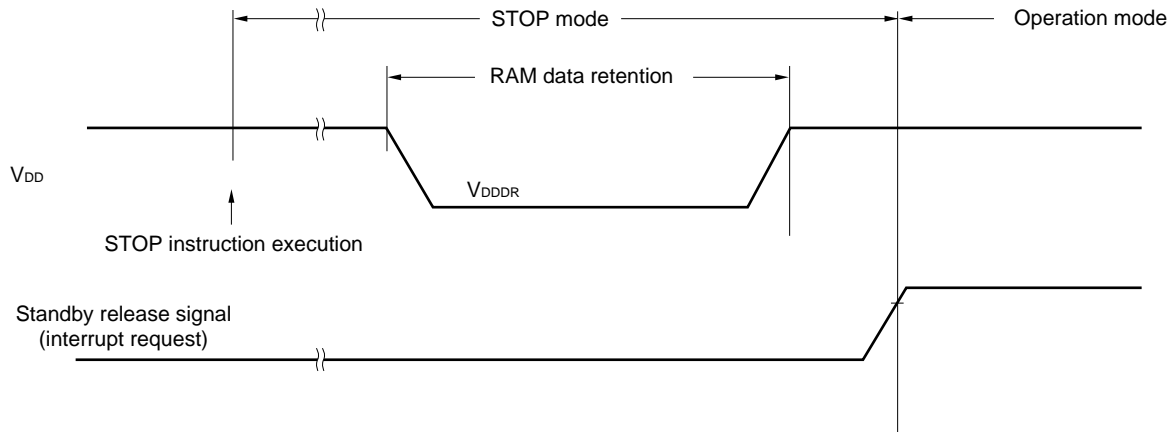 STOP mode
Operation mode
RAM data retention
VDD
VDDDR
STOP instruction execution
Standby release signal
(interrupt request)